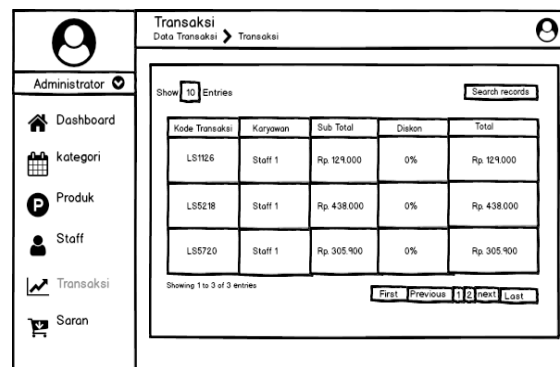 Transaksi
Data Transaksi Transaksi
Administrator
Dashboard
kategori
Produk
Staff
Transaksi
Saran
Show 10 Entries
Search records
Kode Transaksi Karyawan Sub Total Diskon Total
LS1126 Staff 1 Rp. 129.000 0% Rp. 129.000
LS5218 Staff 1 Rp. 438.000 0% Rp. 438.000
LS5720 Staff 1 Rp. 305.900 0% Rp. 305.900
Showing 1 to 3 of 3 entries
First Previous 1 2 next Last